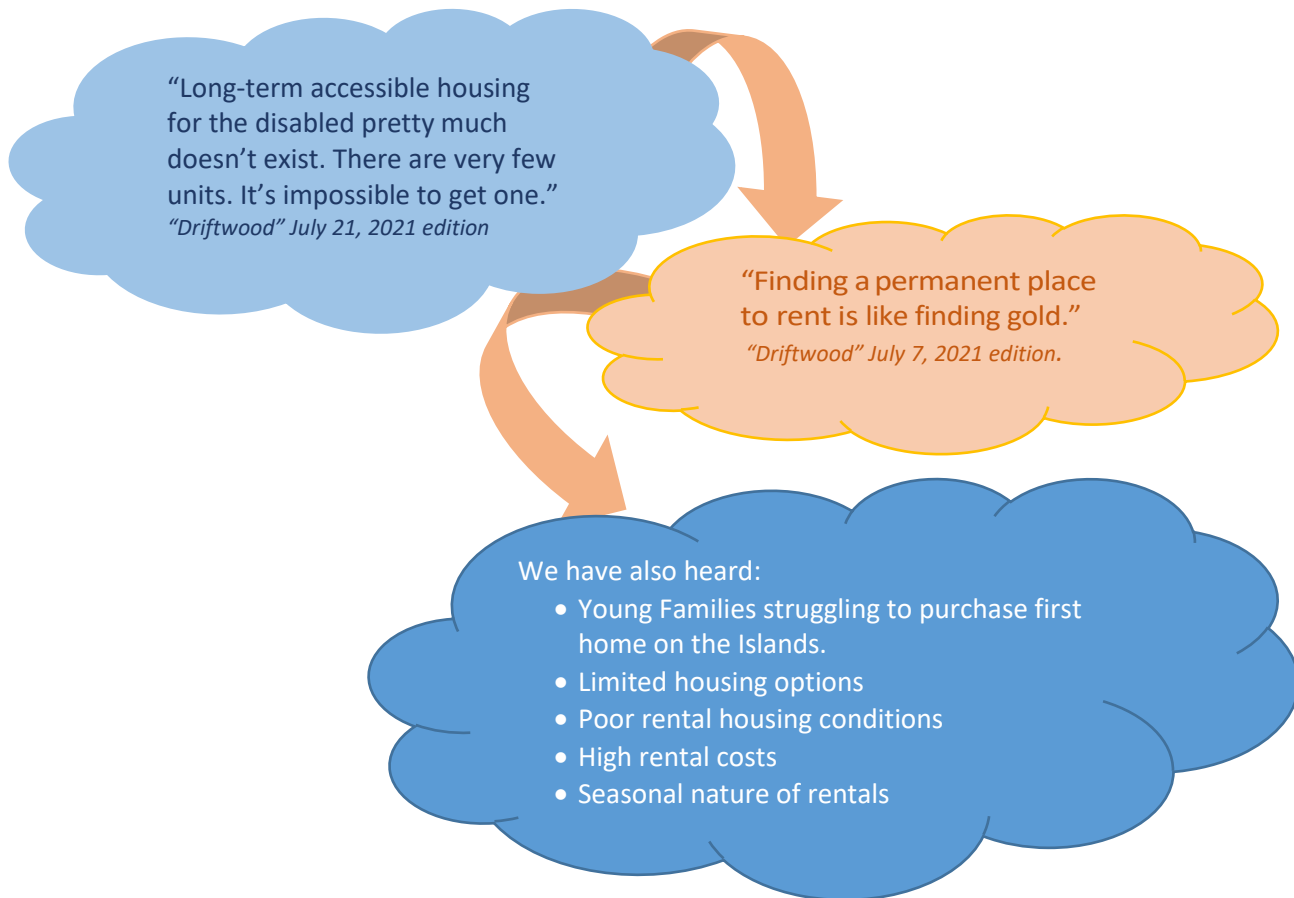 “Long-term accessible housing
for the disabled pretty much
doesn’t exist. There are very few
units. It’s impossible to get one.”
“Driftwood” July 21, 2021 edition
“Finding a permanent place
to rent is like finding gold.”
“Driftwood” July 7, 2021 edition.
We have also heard:
• Young Families struggling to purchase first
home on the Islands.
• Limited housing options
• Poor rental housing conditions
• High rental costs
• Seasonal nature of rentals